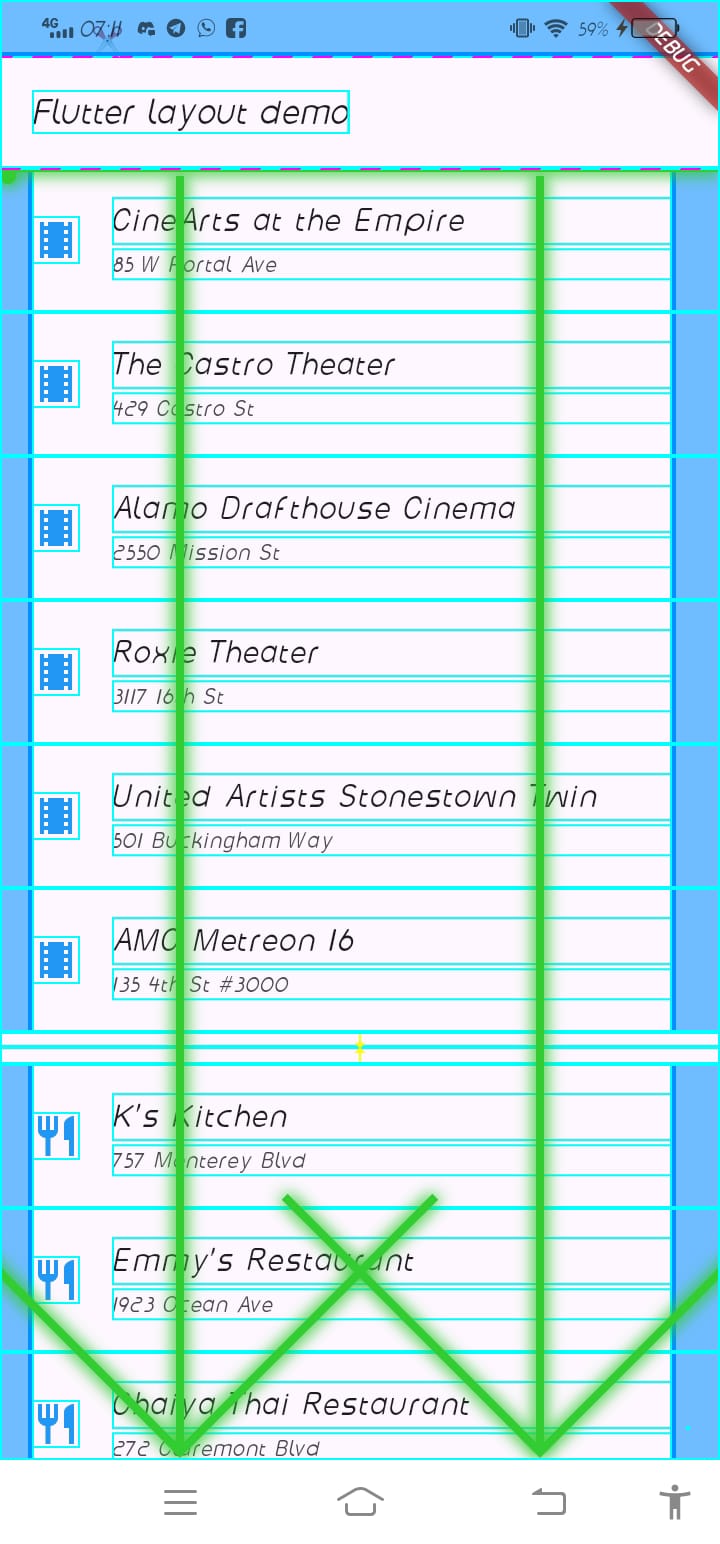 4G 07:11 59%
DEBUG
Flutter layout demo
CineArts at the Empire
85 W Portal Ave
The Castro Theater
429 Castro St
Alamo Drafthouse Cinema
2550 Mission St
Roxie Theater
3117 16th St
United Artists Stonestown Twin
501 Buckingham Way
AMC Metreon 16
135 4th St #3000
K's Kitchen
757 Monterey Blvd
Emmy's Restaurant
1923 Ocean Ave
Chaiya Thai Restaurant
272 Claremont Blvd